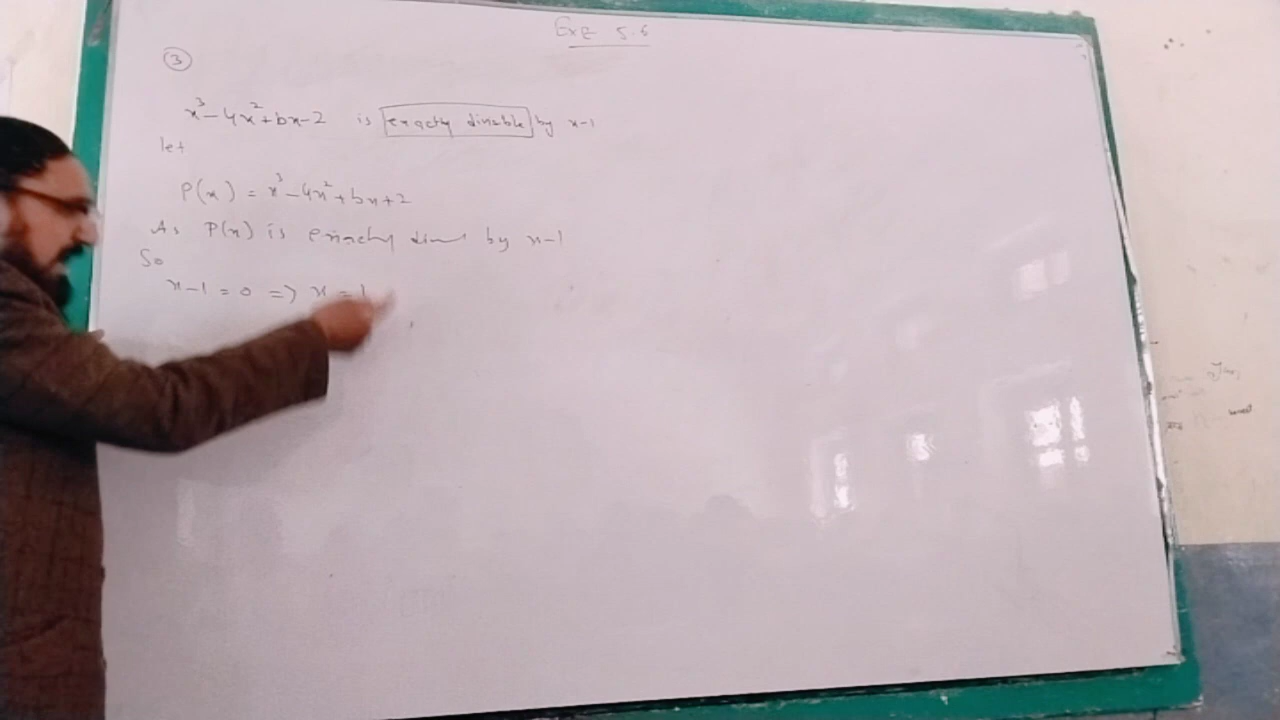 Exe 5.6
③
x³-4x²+bx-2 is exactly divisible by x-1
let
P(x) = x³-4x²+bx+2
As P(x) is exactly by x-1
So
x-1=0 => x=1